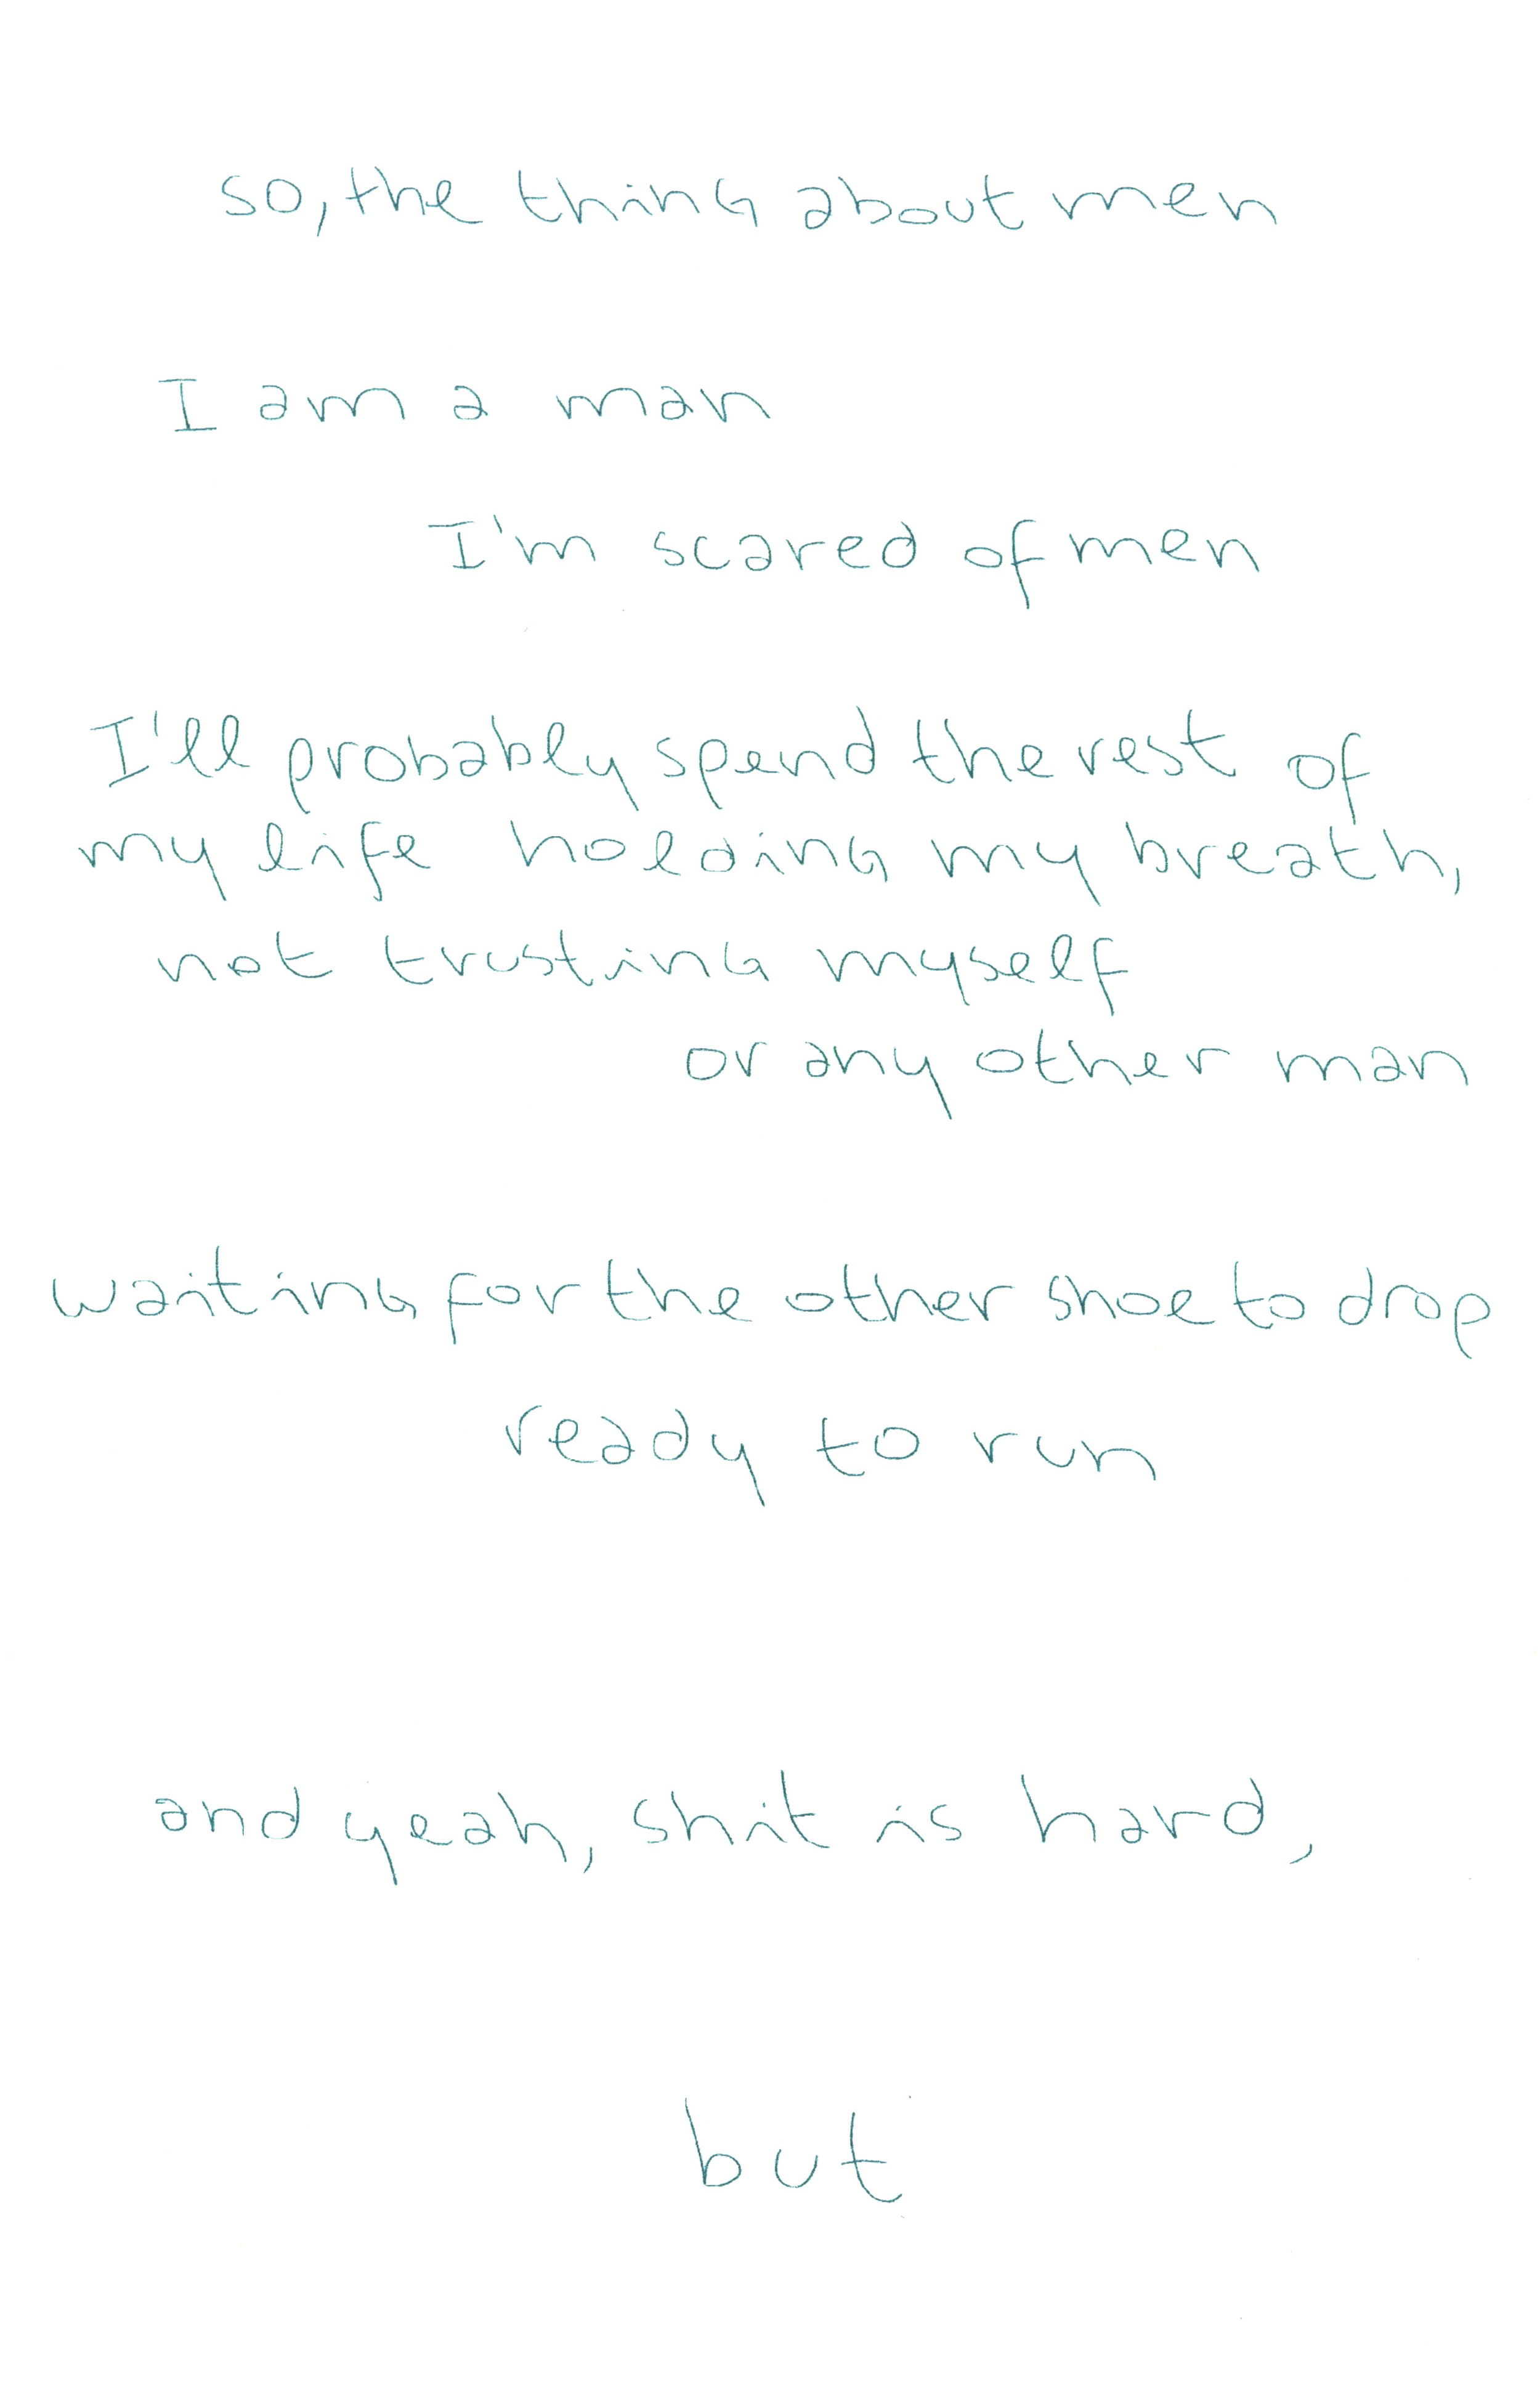 so, the thing about men
I am a man
I'm scared of men
I'll probably spend the rest of
my life holding my breath,
not trusting myself
or any other man
waiting for the other shoe to drop
ready to run
and yeah, shit is hard,
but